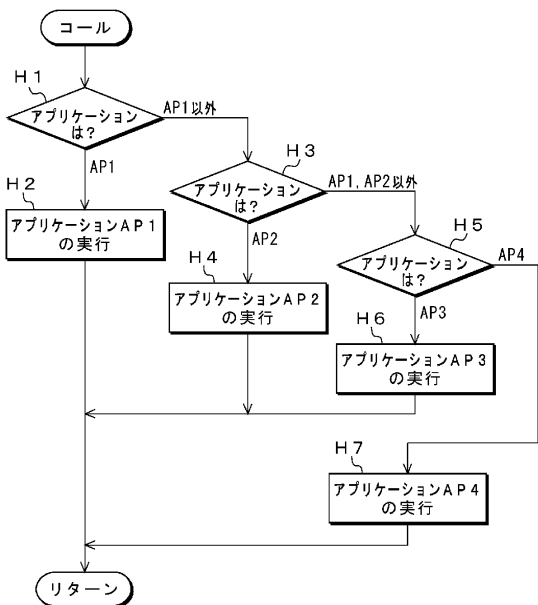 コール
H1
アプリケーション
は?
AP1以外
AP1
H2
アプリケーションAP1
の実行
H3
アプリケーション
は?
AP1, AP2以外
AP2
H4
アプリケーションAP2
の実行
H5
アプリケーション
は?
AP4
AP3
H6
アプリケーションAP3
の実行
H7
アプリケーションAP4
の実行
リターン